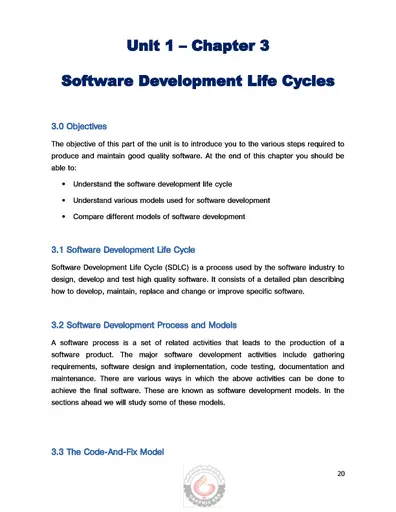 Unit 1 – Chapter 3
Software Development Life Cycles
3.0 Objectives
The objective of this part of the unit is to introduce you to the various steps required to
produce and maintain good quality software. At the end of this chapter you should be
able to:
• Understand the software development life cycle
• Understand various models used for software development
• Compare different models of software development
3.1 Software Development Life Cycle
Software Development Life Cycle (SDLC) is a process used by the software industry to
design, develop and test high quality software. It consists of a detailed plan describing
how to develop, maintain, replace and change or improve specific software.
3.2 Software Development Process and Models
A software process is a set of related activities that leads to the production of a
software product. The major software development activities include gathering
requirements, software design and implementation, code testing, documentation and
maintenance. There are various ways in which the above activities can be done to
achieve the final software. These are known as software development models. In the
sections ahead we will study some of these models.
3.3 The Code-And-Fix Model
20